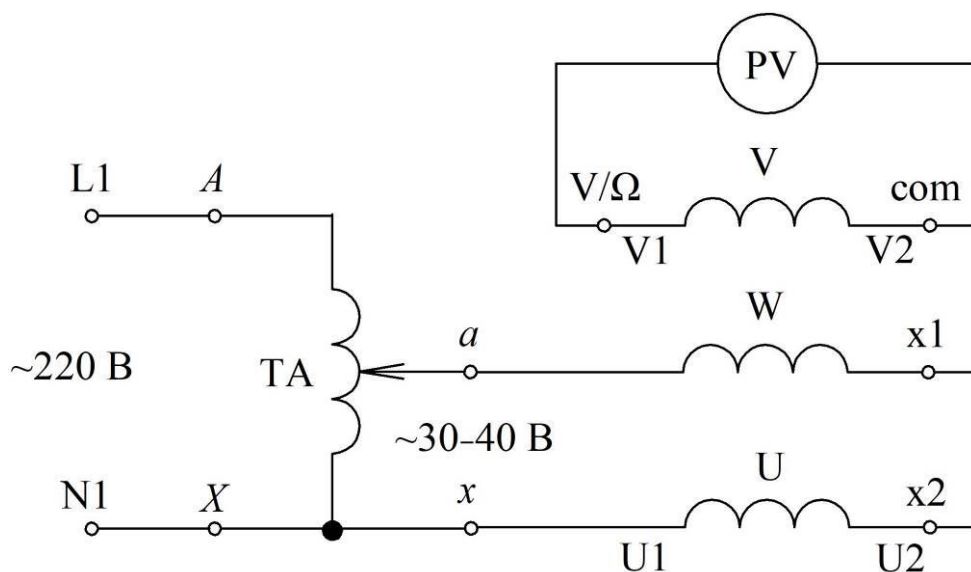 PV
V
V/Ω
com
L1
A
V1
V2
W
a
x1
~220 В
TA
~30-40 В
U
N1
X
x
x2
U1
U2